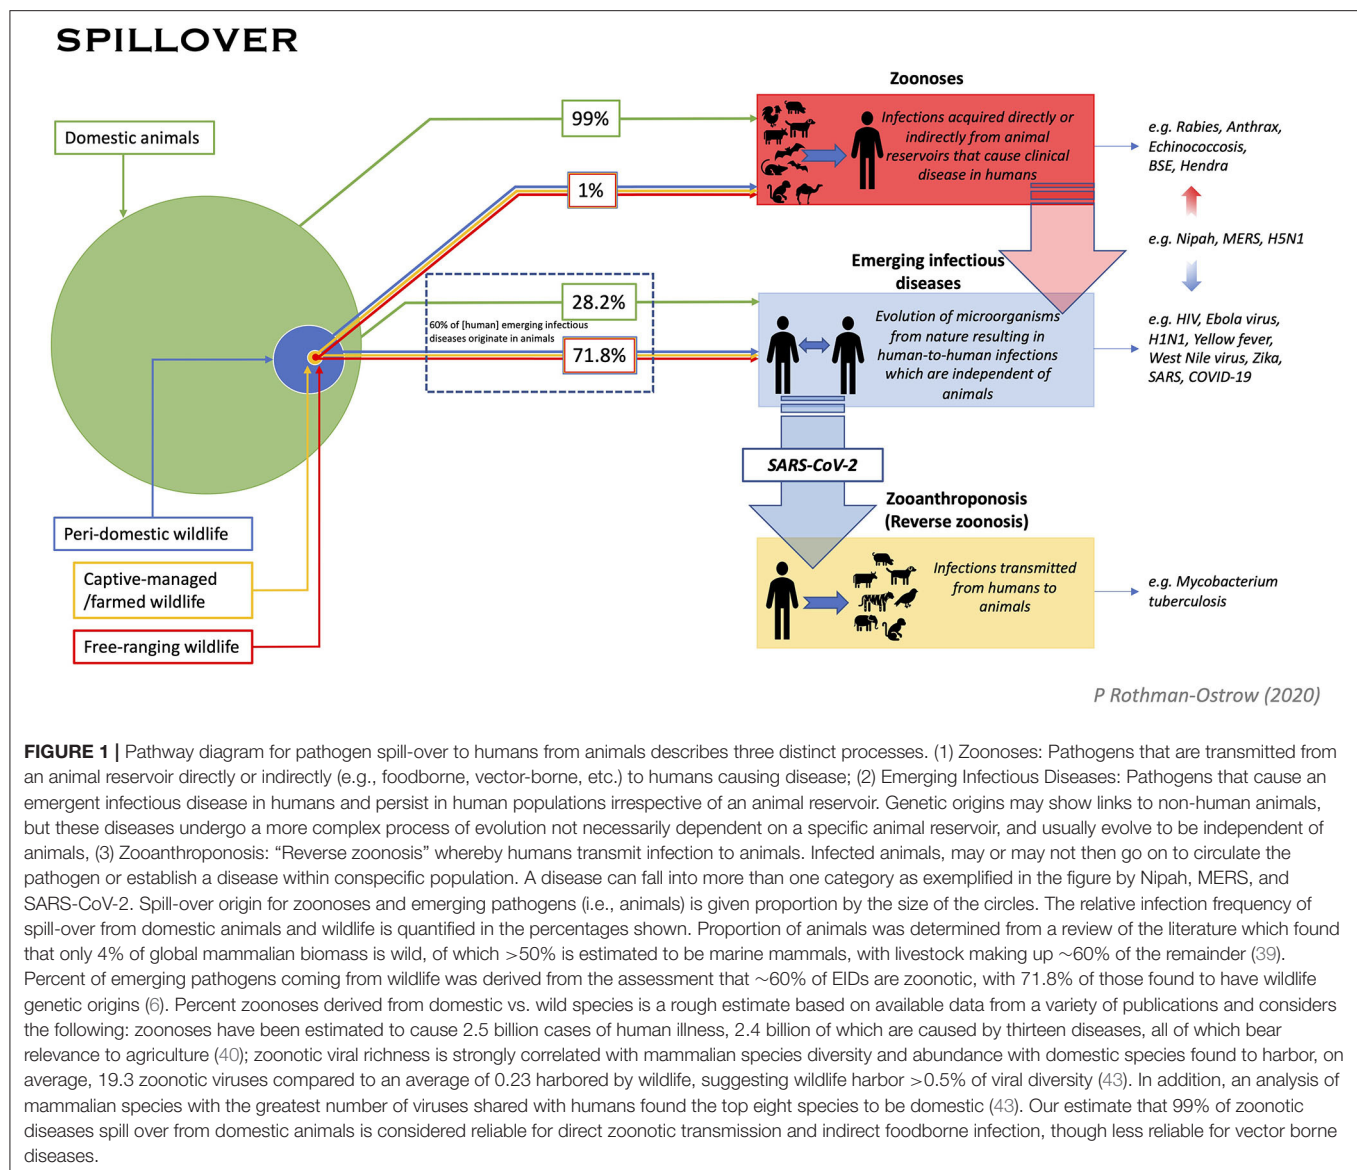 SPILLOVER
Zoonoses
Domestic animals
99%
Infections acquired directly or
indirectly from animal
reservoirs that cause clinical
disease in humans
e.g. Rabies, Anthrax,
Echinococcosis,
BSE, Hendra
1%
e.g. Nipah, MERS, H5N1
Emerging infectious
diseases
28.2%
60% of [human] emerging infectious
diseases originate in animals
71.8%
Evolution of microorganisms
from nature resulting in
human-to-human infections
which are independent of
animals
e.g. HIV, Ebola virus,
H1N1, Yellow fever,
West Nile virus, Zika,
SARS, COVID-19
SARS-CoV-2
Zooanthroponosis
(Reverse zoonosis)
Peri-domestic wildlife
Captive-managed
/farmed wildlife
Free-ranging wildlife
Infections transmitted
from humans to
animals
e.g. Mycobacterium
tuberculosis
P Rothman-Ostrow (2020)
FIGURE 1 | Pathway diagram for pathogen spill-over to humans from animals describes three distinct processes. (1) Zoonoses: Pathogens that are transmitted from
an animal reservoir directly or indirectly (e.g., foodborne, vector-borne, etc.) to humans causing disease; (2) Emerging Infectious Diseases: Pathogens that cause an
emergent infectious disease in humans and persist in human populations irrespective of an animal reservoir. Genetic origins may show links to non-human animals,
but these diseases undergo a more complex process of evolution not necessarily dependent on a specific animal reservoir, and usually evolve to be independent of
animals, (3) Zooanthroponosis: “Reverse zoonosis” whereby humans transmit infection to animals. Infected animals, may or may not then go on to circulate the
pathogen or establish a disease within conspecific population. A disease can fall into more than one category as exemplified in the figure by Nipah, MERS, and
SARS-CoV-2. Spill-over origin for zoonoses and emerging pathogens (i.e., animals) is given proportion by the size of the circles. The relative infection frequency of
spill-over from domestic animals and wildlife is quantified in the percentages shown. Proportion of animals was determined from a review of the literature which found
that only 4% of global mammalian biomass is wild, of which >50% is estimated to be marine mammals, with livestock making up ~60% of the remainder (39).
Percent of emerging pathogens coming from wildlife was derived from the assessment that ~60% of EIDs are zoonotic, with 71.8% of those found to have wildlife
genetic origins (6). Percent zoonoses derived from domestic vs. wild species is a rough estimate based on available data from a variety of publications and considers
the following: zoonoses have been estimated to cause 2.5 billion cases of human illness, 2.4 billion of which are caused by thirteen diseases, all of which bear
relevance to agriculture (40); zoonotic viral richness is strongly correlated with mammalian species diversity and abundance with domestic species found to harbor, on
average, 19.3 zoonotic viruses compared to an average of 0.23 harbored by wildlife, suggesting wildlife harbor >0.5% of viral diversity (43). In addition, an analysis of
mammalian species with the greatest number of viruses shared with humans found the top eight species to be domestic (43). Our estimate that 99% of zoonotic
diseases spill over from domestic animals is considered reliable for direct zoonotic transmission and indirect foodborne infection, though less reliable for vector borne
diseases.